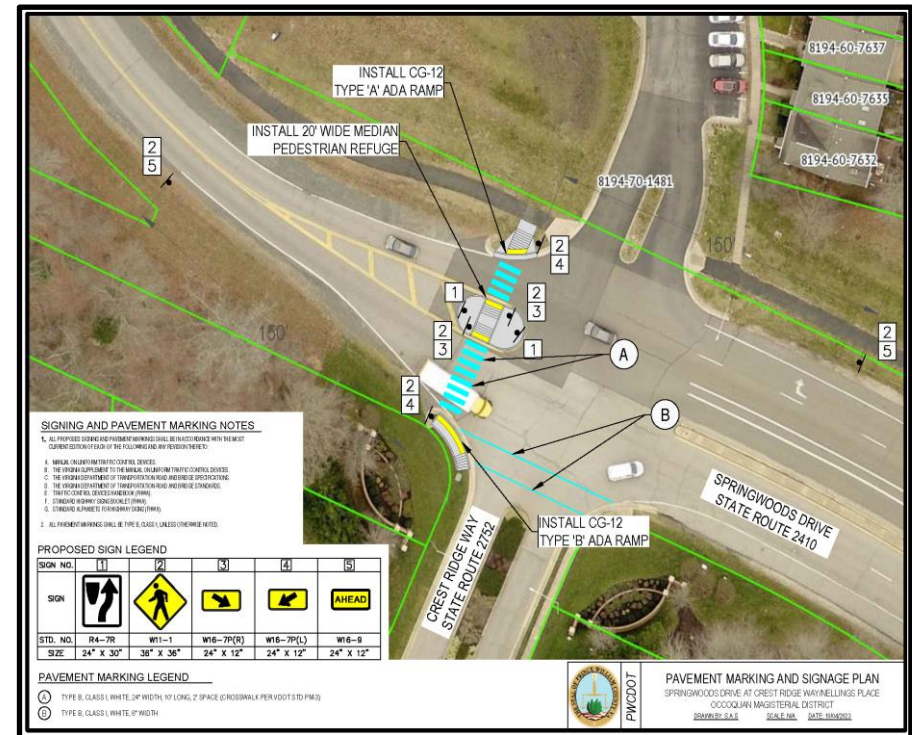 INSTALL CG-12
TYPE 'A' ADA RAMP
INSTALL 20' WIDE MEDIAN
PEDESTRIAN REFUGE
8194-60-7637
8194-60-7635
8194-60-7632
8194-70-1481
2
5
150'
2
4
1
2
3
2
3
1
2
5
150'
A
2
4
B
SPRINGWOODS DRIVE
STATE ROUTE 2410
INSTALL CG-12
TYPE 'B' ADA RAMP
CREST RIDGE WAY
STATE ROUTE 2752
SIGNING AND PAVEMENT MARKING NOTES
1. ALL PROPOSED SIGNING AND PAVEMENT MARKINGS SHALL BE IN ACCORDANCE WITH THE MOST
CURRENT EDITION OF EACH OF THE FOLLOWING AND ANY REVISION THERETO:
A. MANUAL ON UNIFORM TRAFFIC CONTROL DEVICES.
B. THE VIRGINIA SUPPLEMENT TO THE MANUAL ON UNIFORM TRAFFIC CONTROL DEVICES
C. THE VIRGINIA DEPARTMENT OF TRANSPORTATION ROAD AND BRIDGE SPECIFICATIONS.
D. THE VIRGINIA DEPARTMENT OF TRANSPORTATION ROAD AND BRIDGE STANDARDS.
E. TRAFFIC CONTROL DEVICES HANDBOOK (FHWA).
F. STANDARD HIGHWAY SIGNS BOOKLET (FHWA).
G. STANDARD ALPHABETS FOR HIGHWAY SIGNS (FHWA).
2. ALL PAVEMENT MARKINGS SHALL BE TYPE B, CLASS I, UNLESS OTHERWISE NOTED.
PROPOSED SIGN LEGEND
SIGN NO. 1 2 3 4 5
SIGN AHEAD
STD. NO. R4-7R W11-1 W16-7P(R) W16-7P(L) W16-9
SIZE 24" X 30" 36" X 36" 24" X 12" 24" X 12" 24" X 12"
PAVEMENT MARKING LEGEND
A TYPE B, CLASS I, WHITE, 24" WIDTH, 10' LONG, 2' SPACE (CROSSWALK PER VDOT STD PM-3)
B TYPE B, CLASS I, WHITE, 6" WIDTH
PWCDOT
PAVEMENT MARKING AND SIGNAGE PLAN
SPRINGWOODS DRIVE AT CREST RIDGE WAY/NELLINGS PLACE
OCCOQUAN MAGISTERIAL DISTRICT
DRAWN BY: S.A.S SCALE: N/A DATE: 10/04/2023